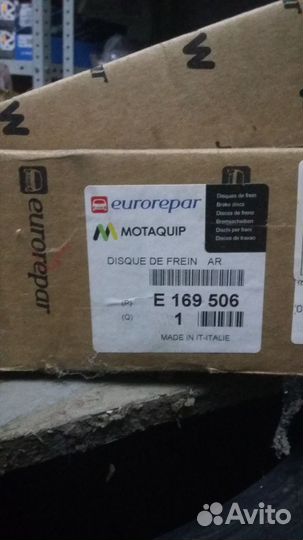 eurorepar
eurorepar
MOTAQUIP
Disques de frein
Brake discs
Discos de freno
Bremsscheiben
Dischi per freni
Discos de travao
DISQUE DE FREIN AR
(P) E 169 506
(Q) 1
MADE IN IT-ITALIE
Avito